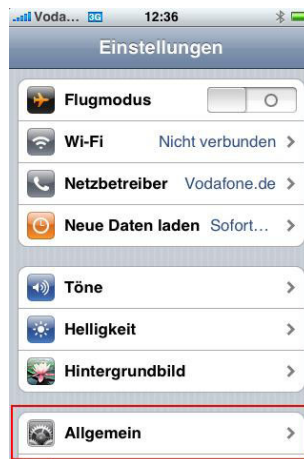 Voda... 3G 12:36
Einstellungen
Flugmodus
Wi-Fi Nicht verbunden
Netzbetreiber Vodafone.de
Neue Daten laden Sofort...
Töne
Helligkeit
Hintergrundbild
Allgemein